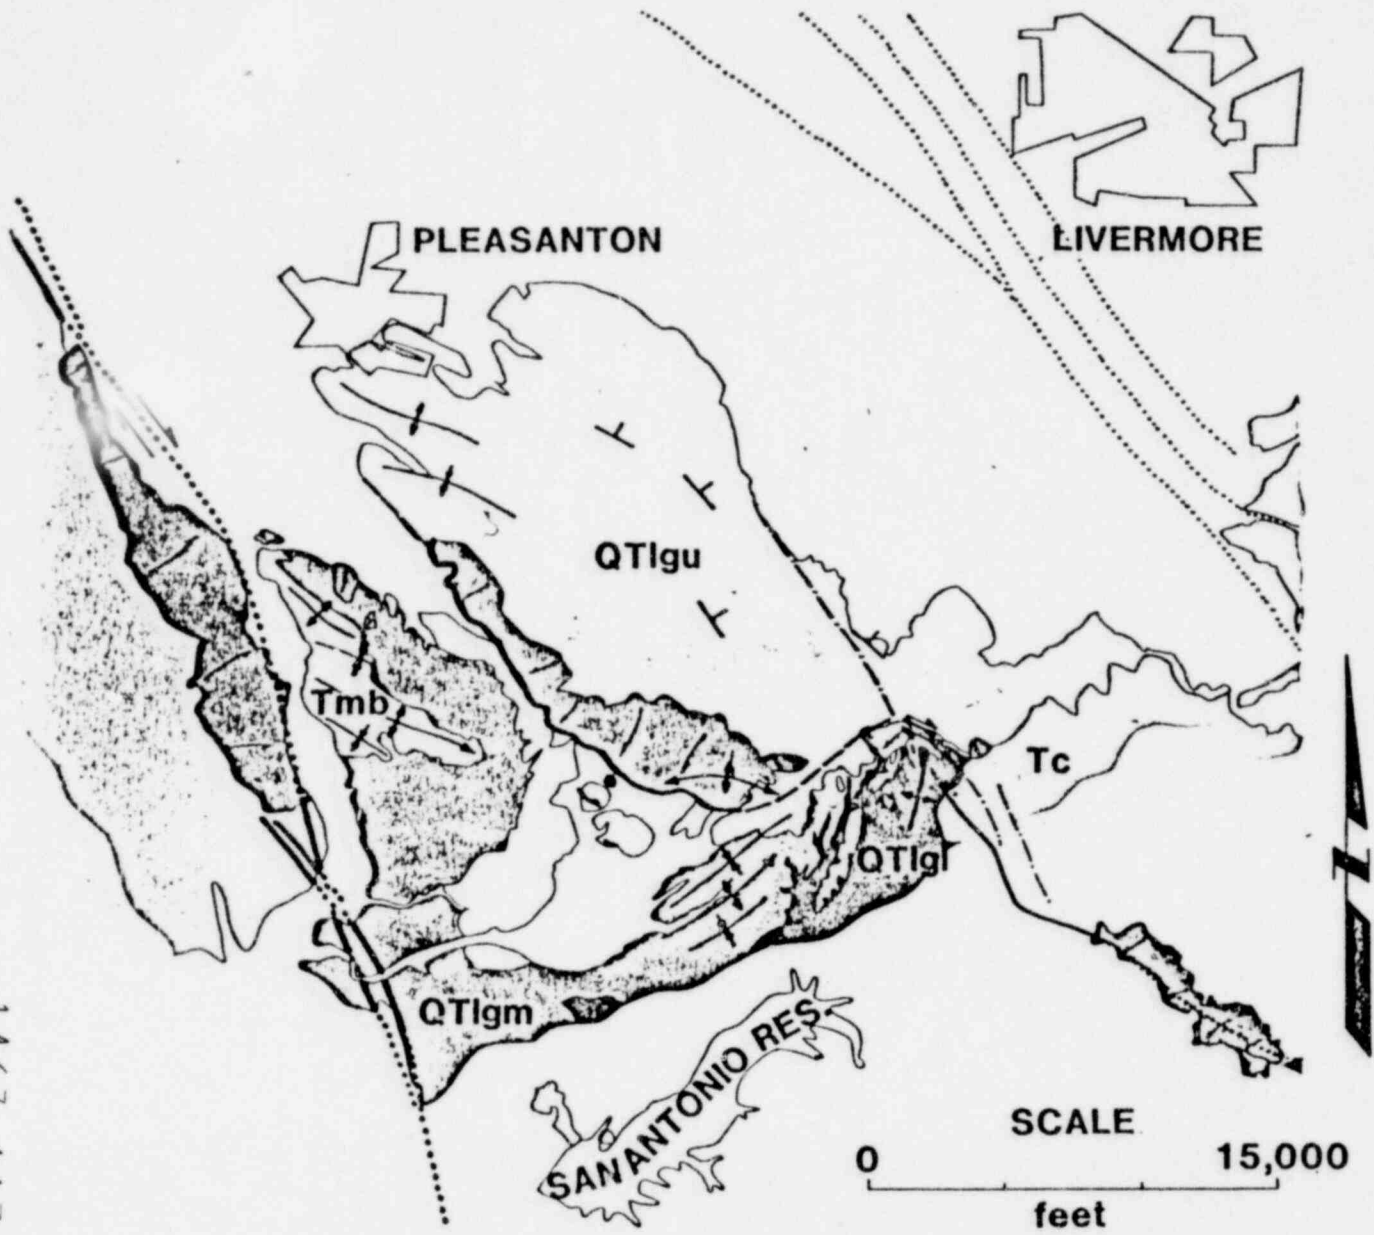 PLEASANTON
LIVERMORE
QTlgu
Tmb
Tc
QTlgl
QTlgm
SAN ANTONIO RES.
SCALE
0 15,000
feet